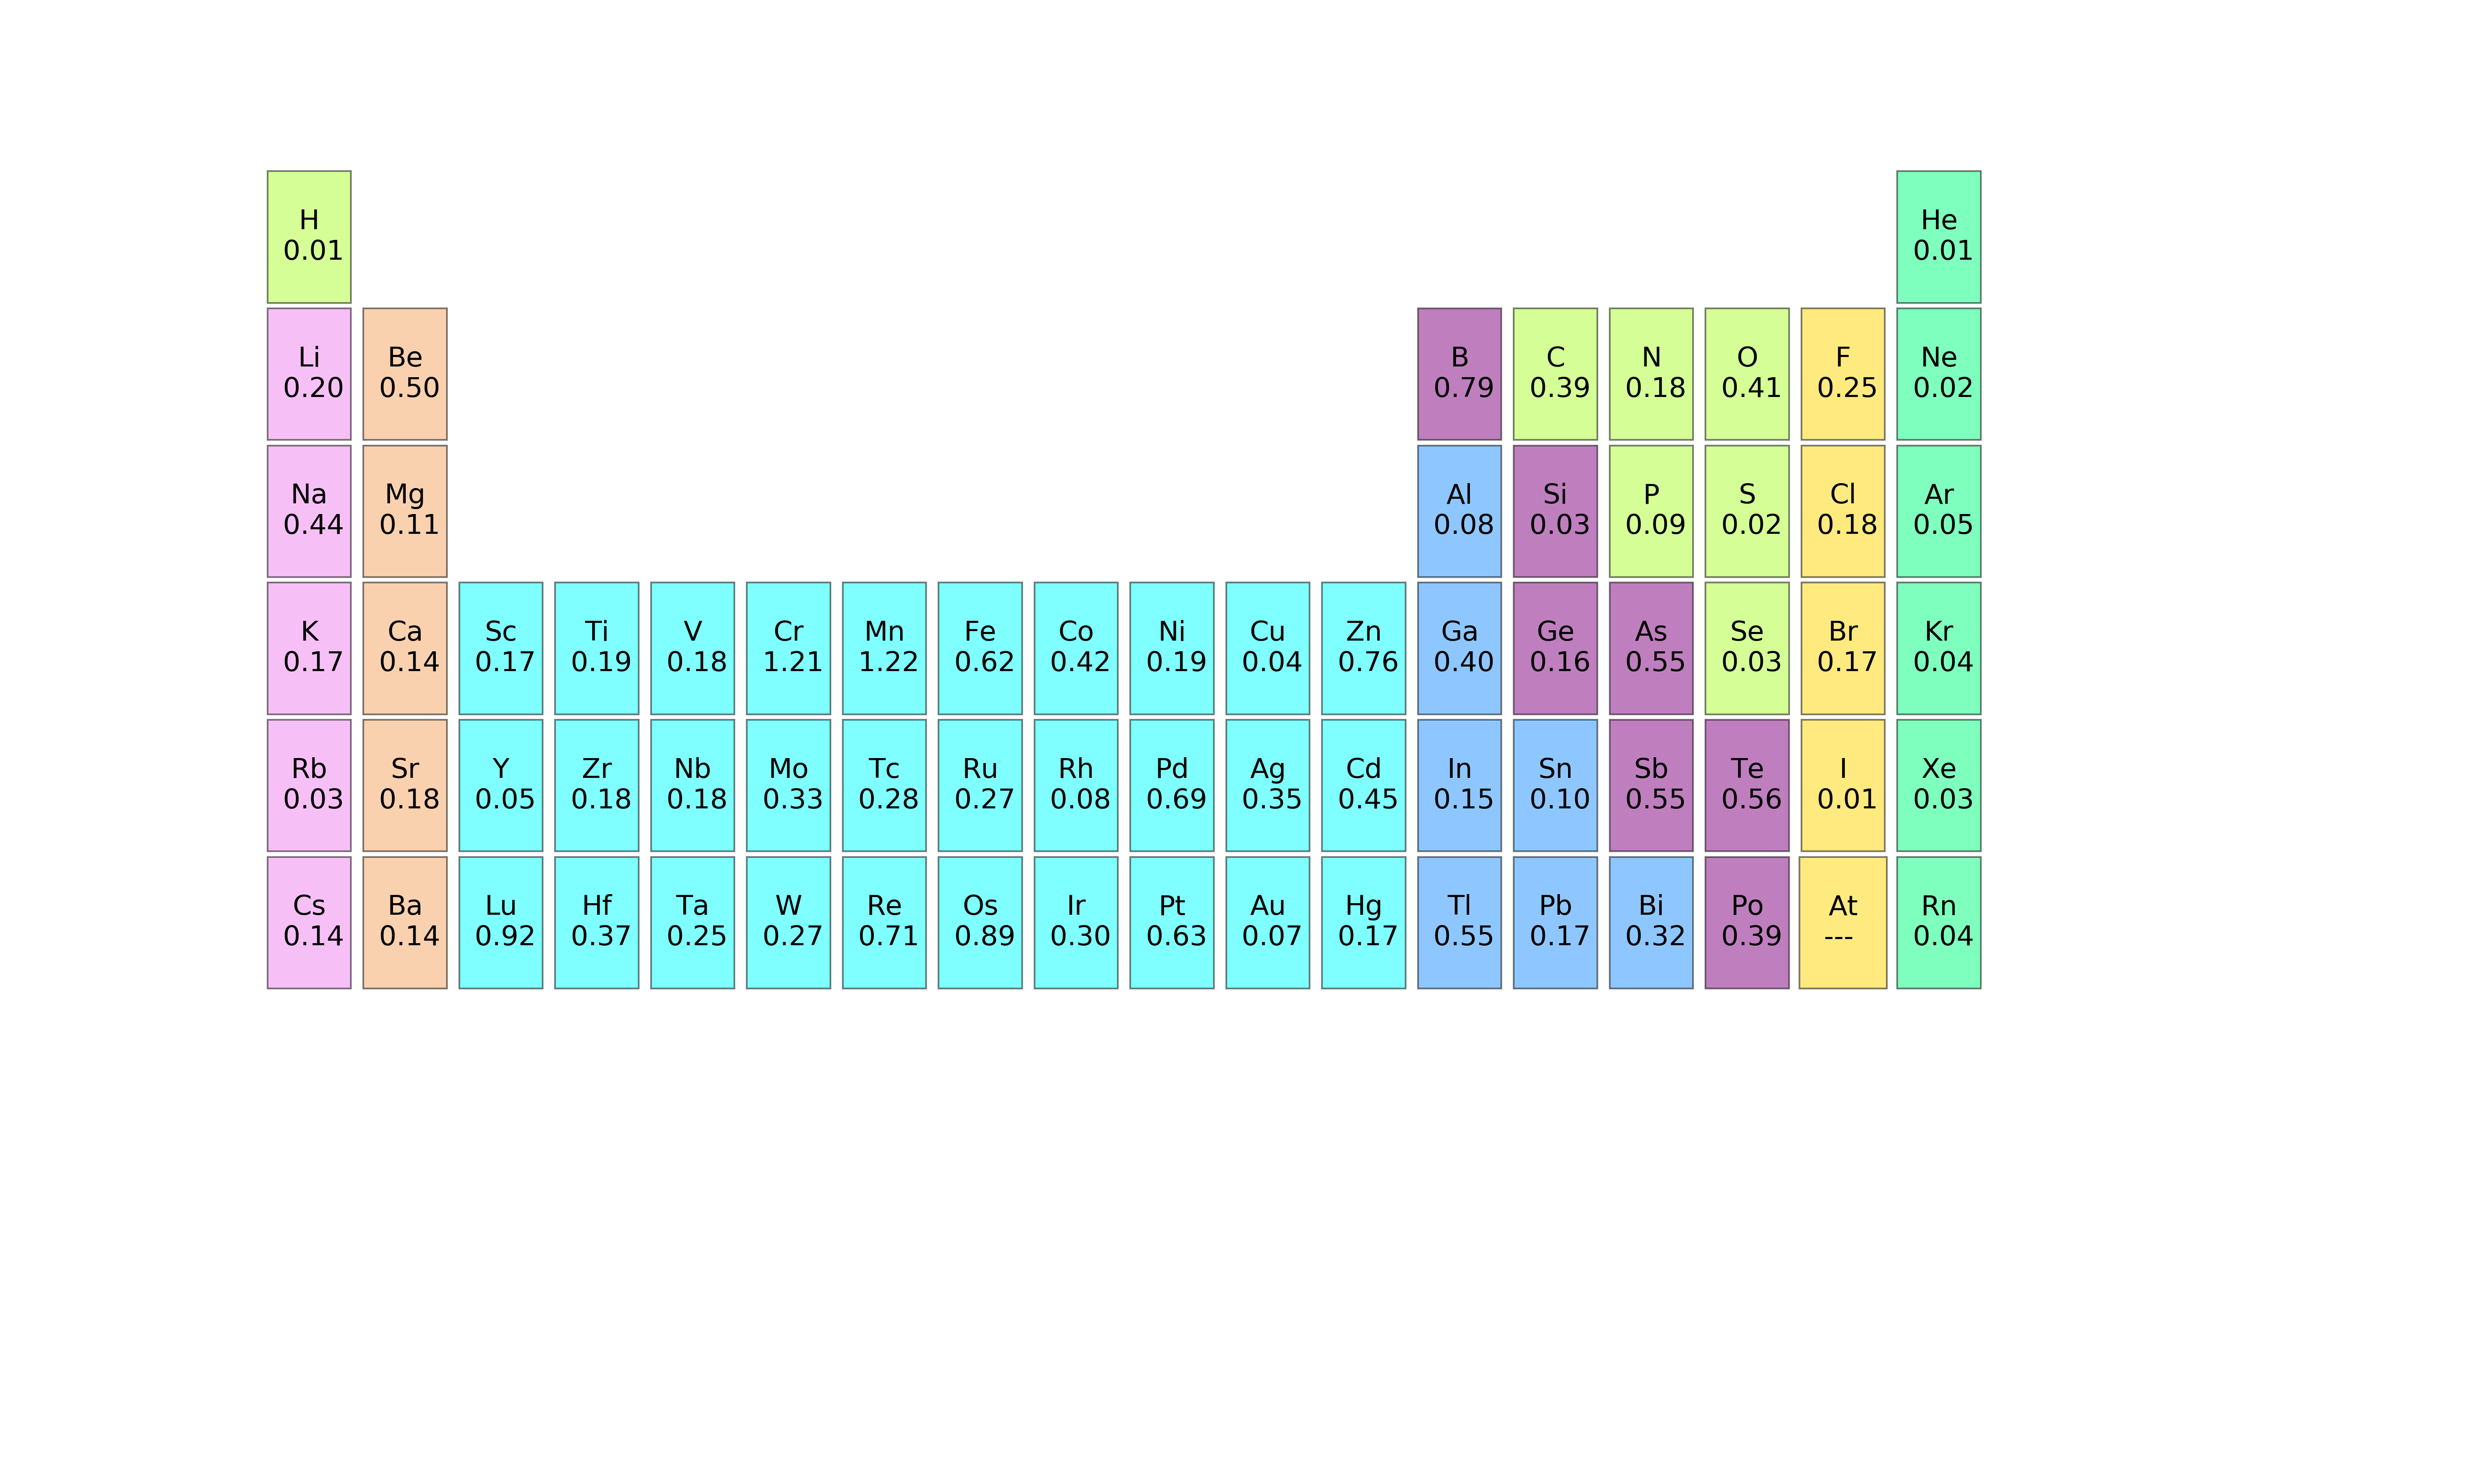 H He
0.01 0.01
Li Be B C N O F Ne
0.20 0.50 0.79 0.39 0.18 0.41 0.25 0.02
Na Mg Al Si P S Cl Ar
0.44 0.11 0.08 0.03 0.09 0.02 0.18 0.05
K Ca Sc Ti V Cr Mn Fe Co Ni Cu Zn Ga Ge As Se Br Kr
0.17 0.14 0.17 0.19 0.18 1.21 1.22 0.62 0.42 0.19 0.04 0.76 0.40 0.16 0.55 0.03 0.17 0.04
Rb Sr Y Zr Nb Mo Tc Ru Rh Pd Ag Cd In Sn Sb Te I Xe
0.03 0.18 0.05 0.18 0.18 0.33 0.28 0.27 0.08 0.69 0.35 0.45 0.15 0.10 0.55 0.56 0.01 0.03
Cs Ba Lu Hf Ta W Re Os Ir Pt Au Hg Tl Pb Bi Po At Rn
0.14 0.14 0.92 0.37 0.25 0.27 0.71 0.89 0.30 0.63 0.07 0.17 0.55 0.17 0.32 0.39 --- 0.04